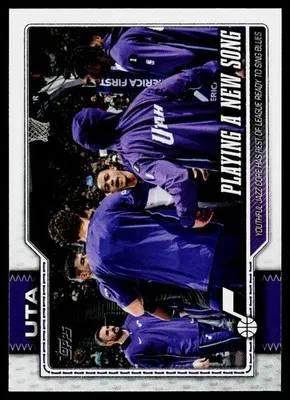 AMERICA FIRST
UTAH
PLAYING A NEW SONG
YOUTHFUL JAZZ CORE HAS REST OF LEAGUE READY TO SING BLUES
UTA
TOPPS